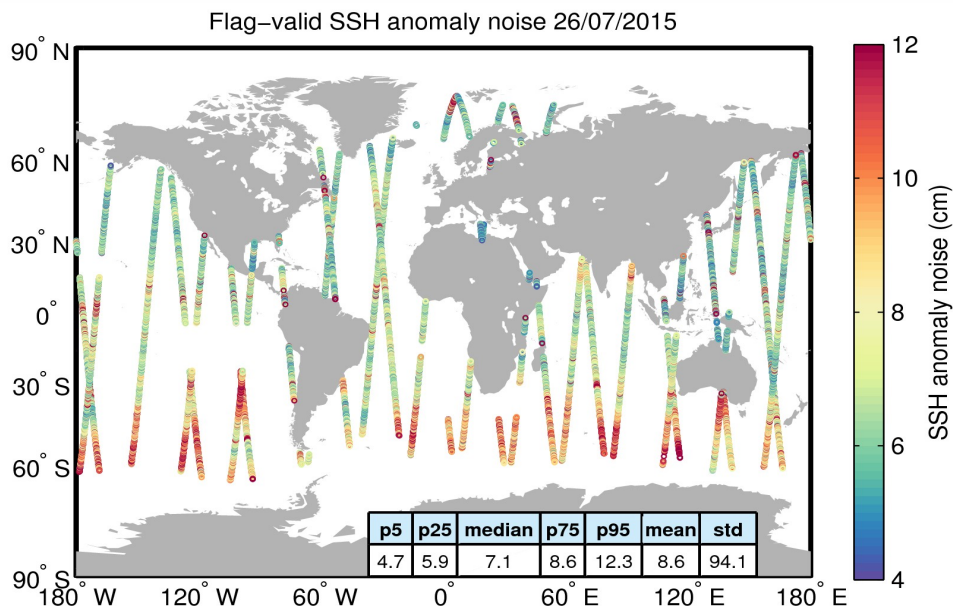 Flag−valid SSH anomaly noise 26/07/2015
90° N
60° N
30° N
0°
30° S
60° S
90° S
180° W
120° W
60° W
0°
60° E
120° E
180° E
p5 p25 median p75 p95 mean std
4.7 5.9 7.1 8.6 12.3 8.6 94.1
12
10
8
6
4
SSH anomaly noise (cm)